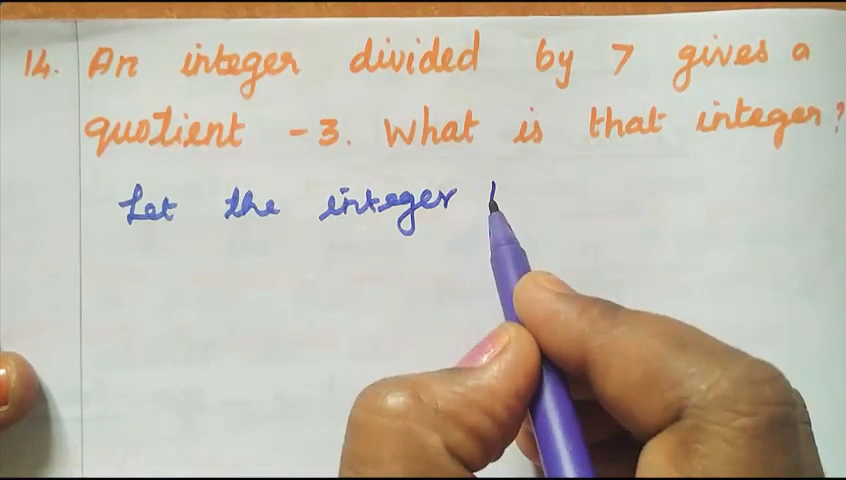 14. An integer divided by 7 gives a
quotient -3. What is that integer?
Let the integer